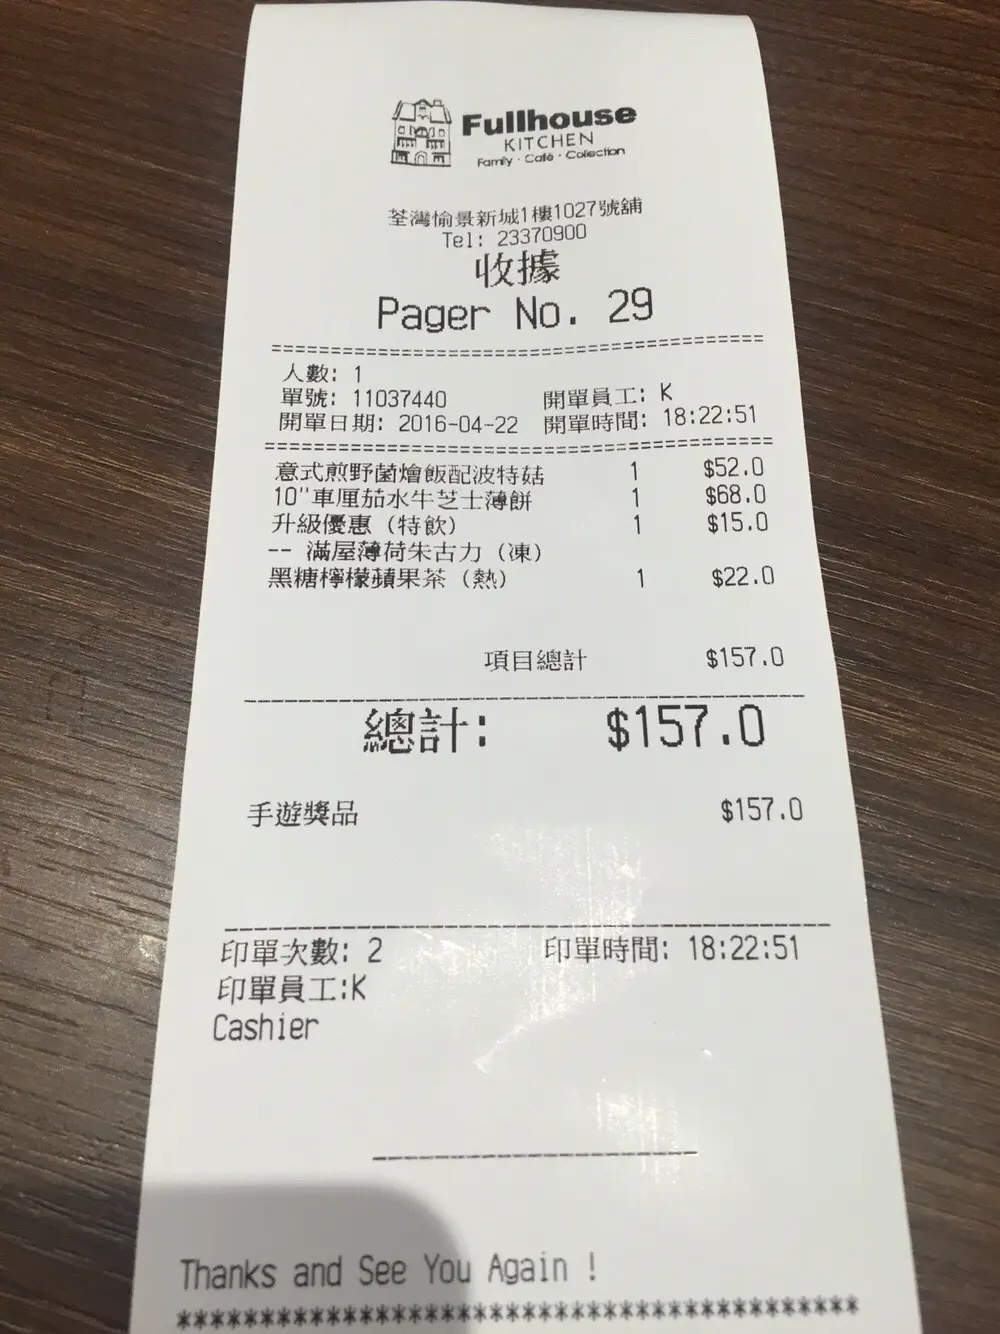 Fullhouse
KITCHEN
Family · Café · Collection
荃灣愉景新城1樓1027號舖
Tel: 23370900
收據
Pager No. 29
人數: 1
單號: 11037440 開單員工: K
開單日期: 2016-04-22 開單時間: 18:22:51
意式煎野菌燴飯配波特菇 1 $52.0
10"車厘茄水牛芝士薄餅 1 $68.0
升級優惠 (特飲) 1 $15.0
-- 滿屋薄荷朱古力 (凍)
黑糖檸檬蘋果茶 (熱) 1 $22.0
項目總計 $157.0
總計: $157.0
手遊獎品 $157.0
印單次數: 2 印單時間: 18:22:51
印單員工:K
Cashier
Thanks and See You Again !
******************************************